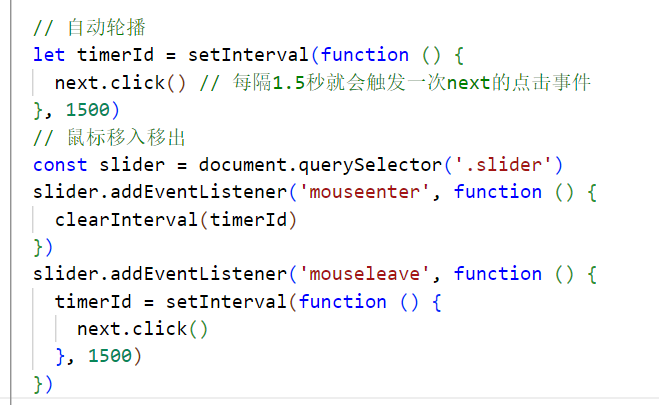 // 自动轮播
let timerId = setInterval(function () {
  next.click() // 每隔1.5秒就会触发一次next的点击事件
}, 1500)
// 鼠标移入移出
const slider = document.querySelector('.slider')
slider.addEventListener('mouseenter', function () {
  clearInterval(timerId)
})
slider.addEventListener('mouseleave', function () {
  timerId = setInterval(function () {
    next.click()
  }, 1500)
})